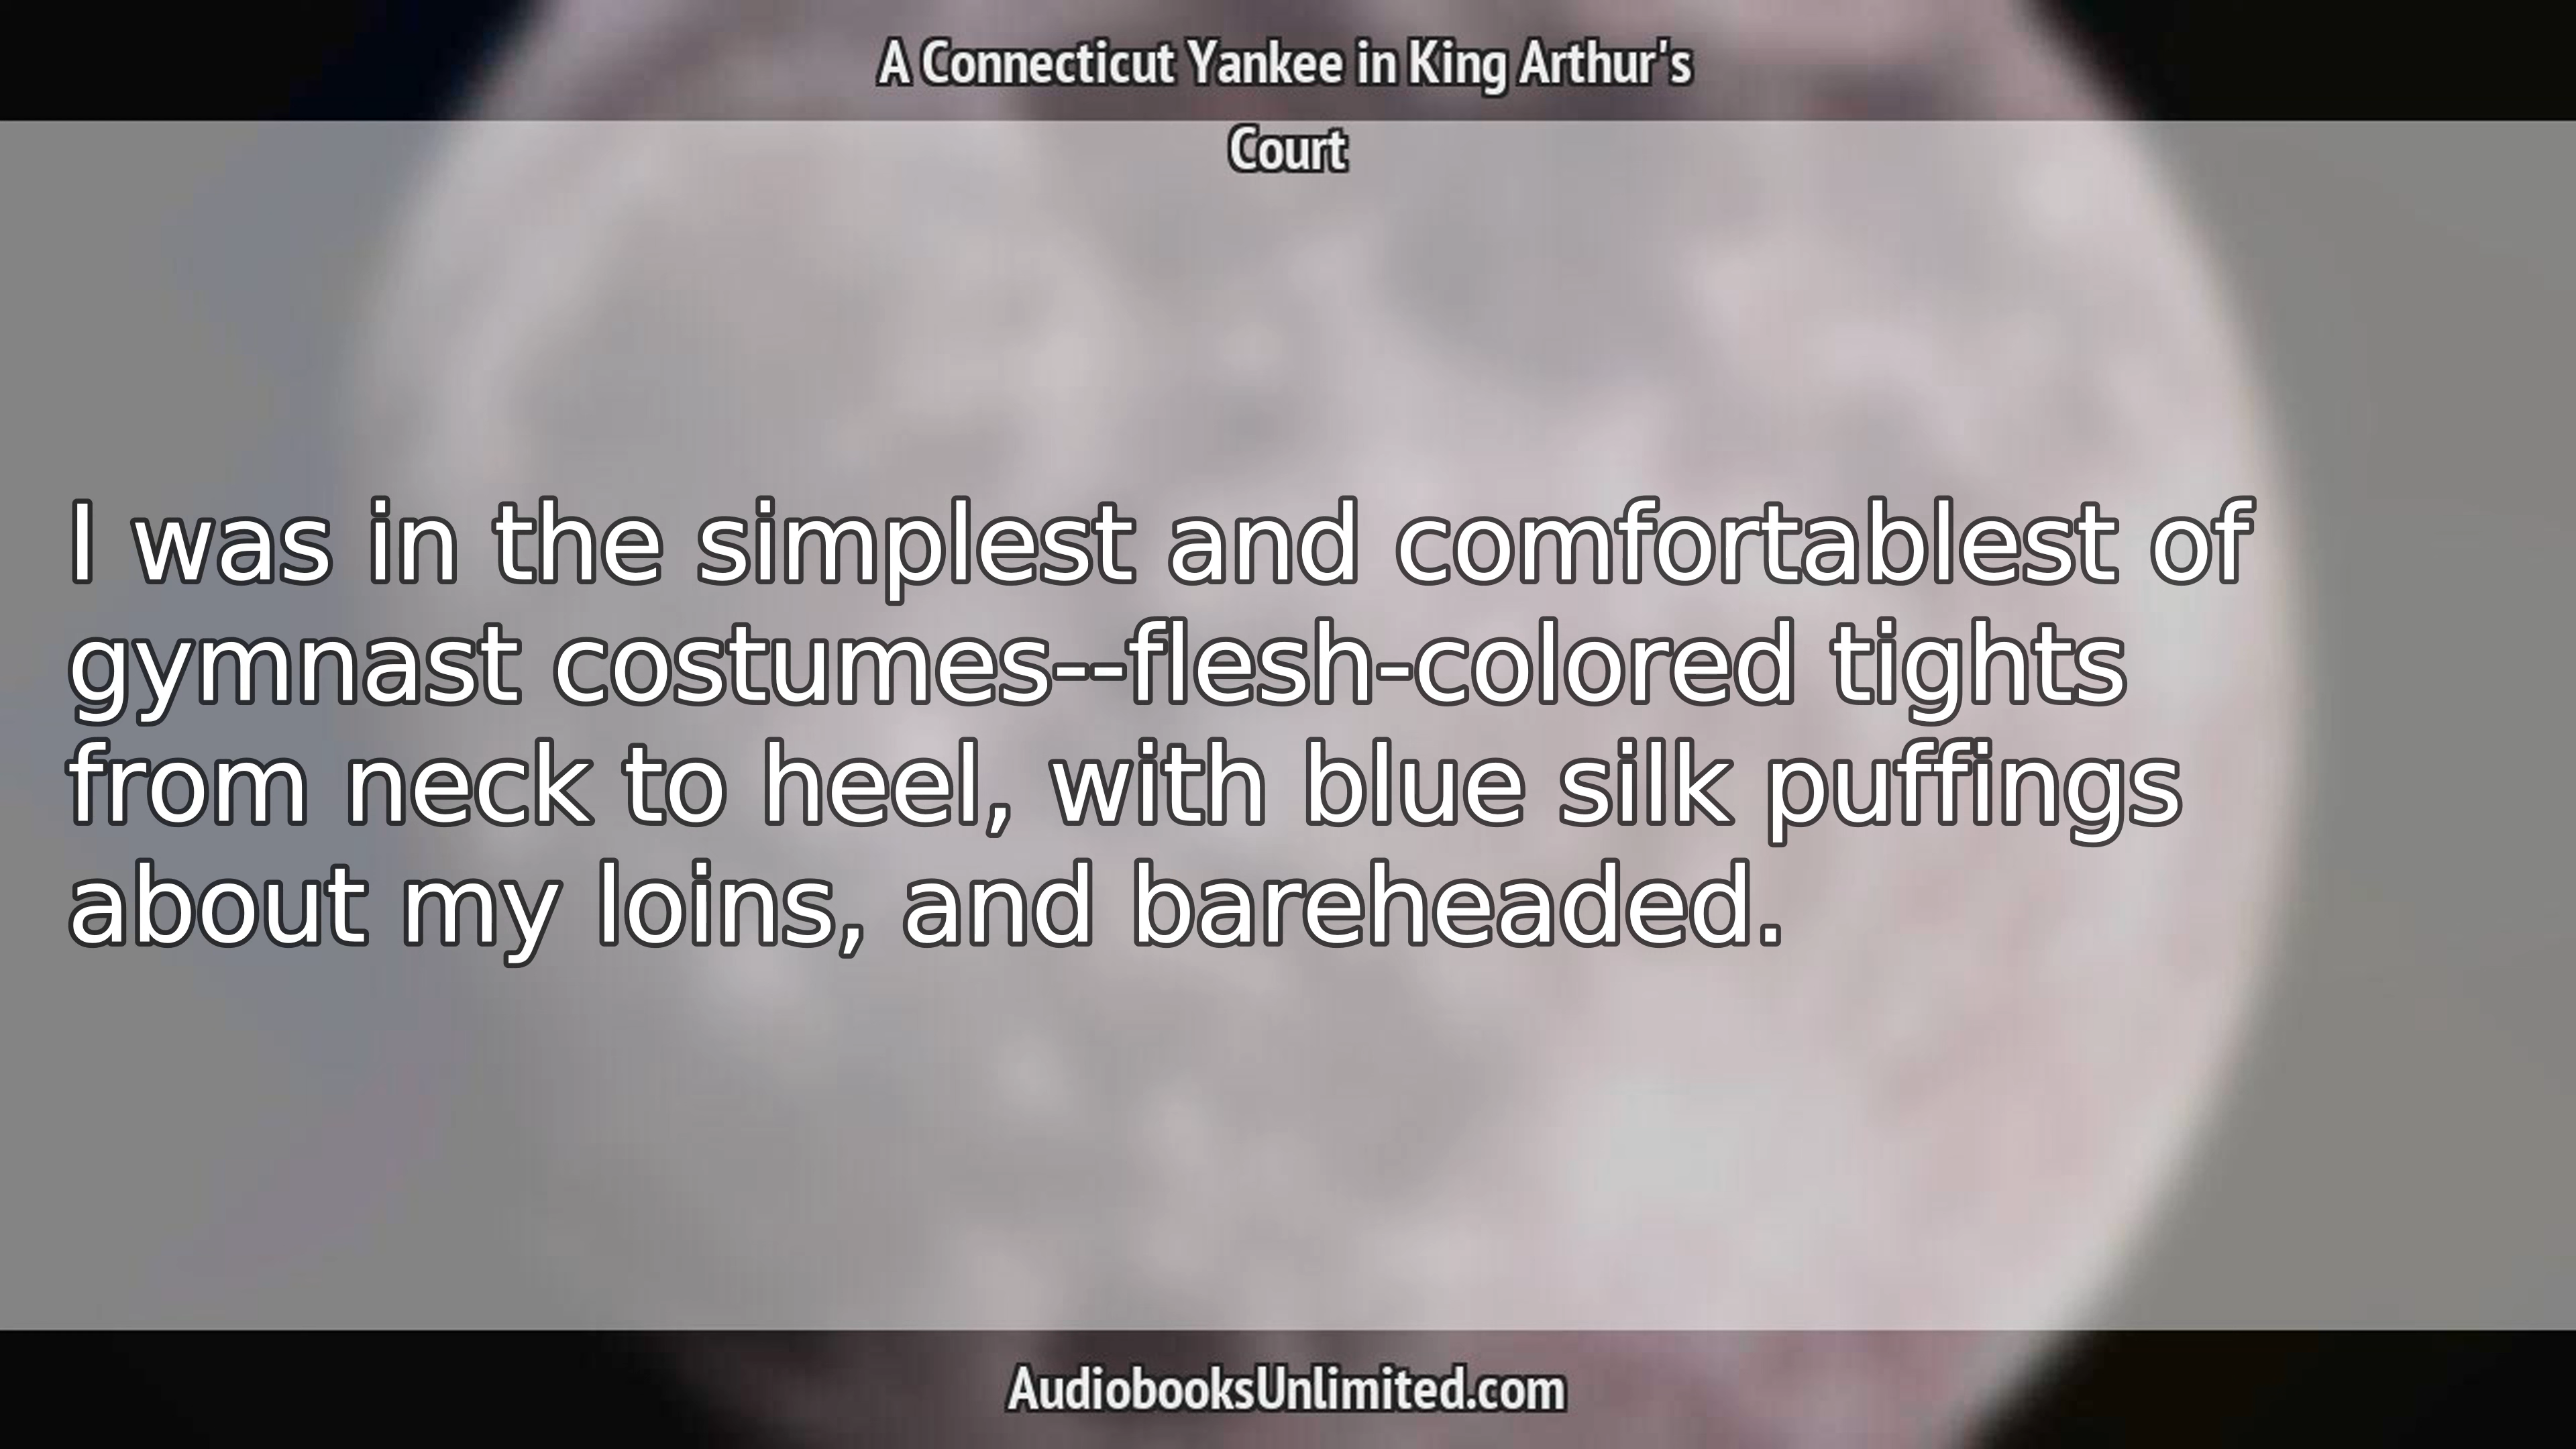 A Connecticut Yankee in King Arthur's
Court
I was in the simplest and comfortablest of
gymnast costumes--flesh-colored tights
from neck to heel, with blue silk puffings
about my loins, and bareheaded.
AudiobooksUnlimited.com